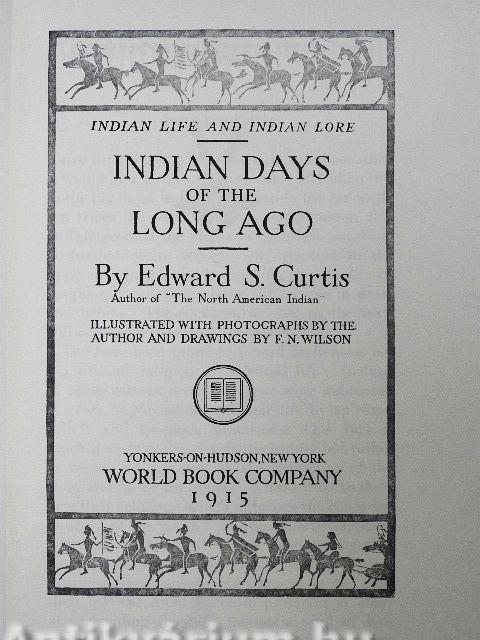 INDIAN LIFE AND INDIAN LORE
INDIAN DAYS
OF THE
LONG AGO
By Edward S. Curtis
Author of "The North American Indian"
ILLUSTRATED WITH PHOTOGRAPHS BY THE
AUTHOR AND DRAWINGS BY F. N. WILSON
YONKERS-ON-HUDSON, NEW YORK
WORLD BOOK COMPANY
1915
Antikvárium.hu